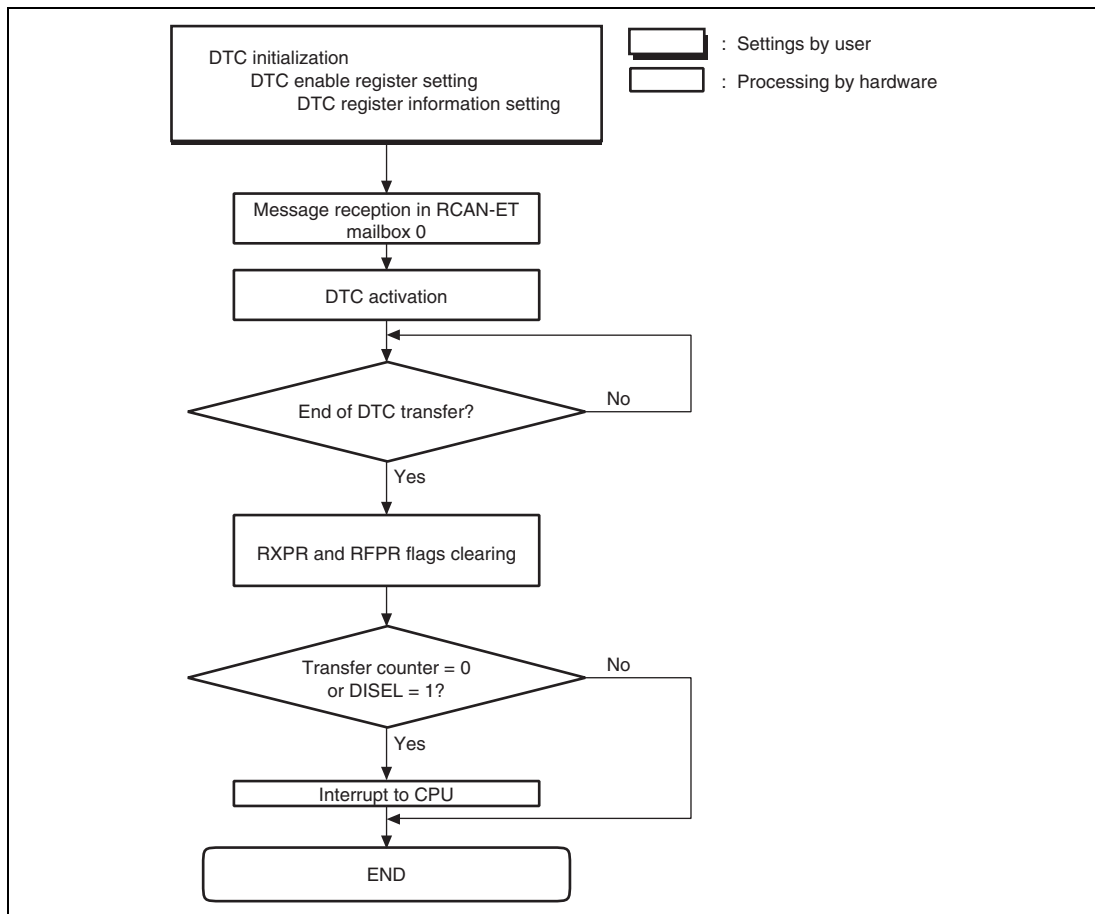 DTC initialization
DTC enable register setting
DTC register information setting
: Settings by user
: Processing by hardware
Message reception in RCAN-ET
mailbox 0
DTC activation
End of DTC transfer?
No
Yes
RXPR and RFPR flags clearing
Transfer counter = 0
or DISEL = 1?
No
Yes
Interrupt to CPU
END